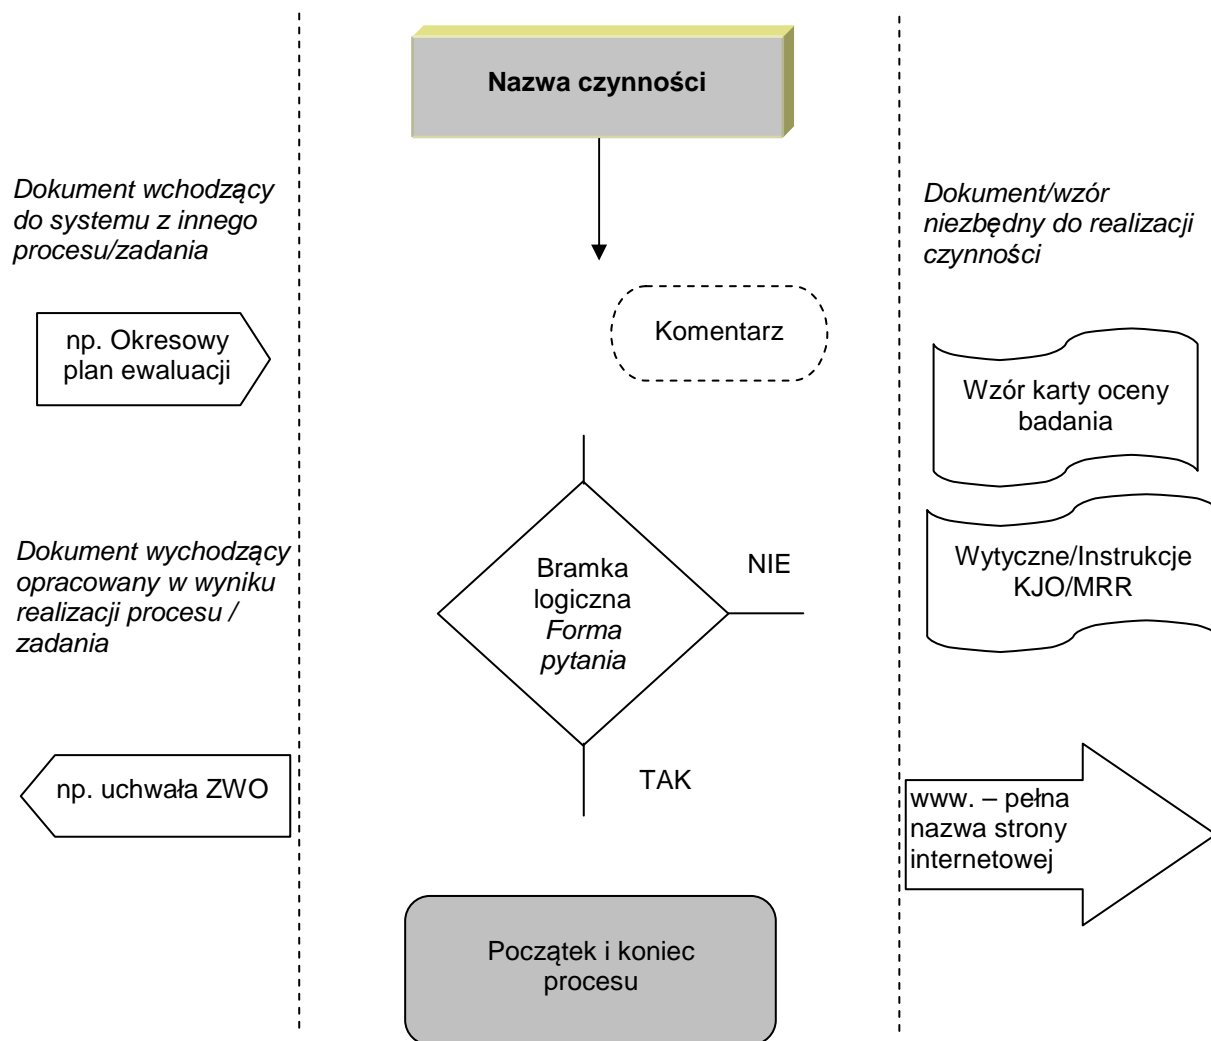 Nazwa czynności
Dokument wchodzący
do systemu z innego
procesu/zadania
np. Okresowy
plan ewaluacji
Dokument wychodzący
opracowany w wyniku
realizacji procesu /
zadania
np. uchwała ZWO
Komentarz
Bramka
logiczna
Forma
pytania
NIE
TAK
Początek i koniec
procesu
Dokument/wzór
niezbędny do realizacji
czynności
Wzór karty oceny
badania
Wytyczne/Instrukcje
KJO/MRR
www. – pełna
nazwa strony
internetowej